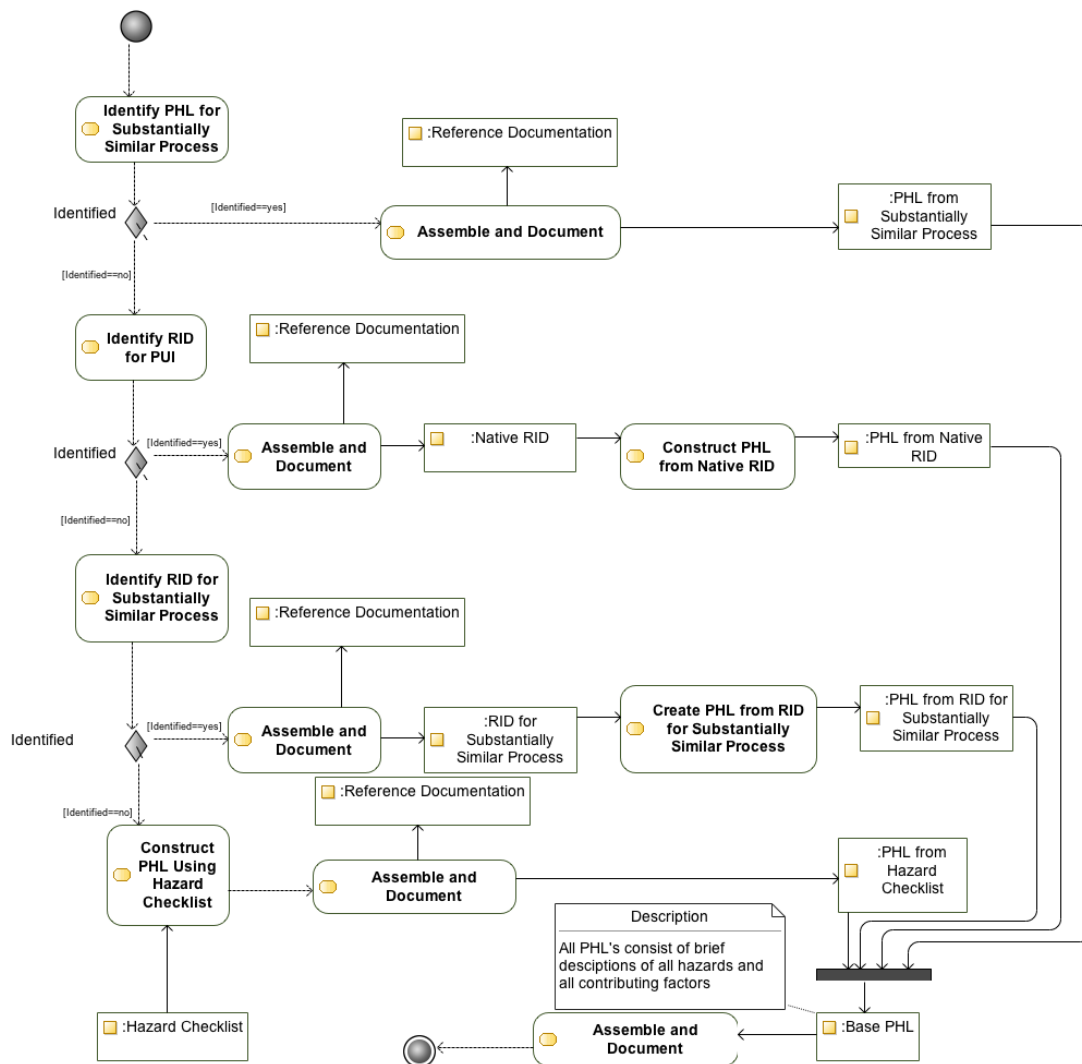 Identify PHL for
Substantially
Similar Process
:Reference Documentation
Identified
[Identified==yes]
Assemble and Document
:PHL from
Substantially
Similar Process
[Identified==no]
Identify RID
for PUI
:Reference Documentation
Identified
[Identified==yes]
Assemble and
Document
:Native RID
Construct PHL
from Native RID
:PHL from Native
RID
[Identified==no]
Identify RID for
Substantially
Similar Process
:Reference Documentation
Identified
[Identified==yes]
Assemble and
Document
:RID for
Substantially
Similar Process
Create PHL from RID
for Substantially
Similar Process
:PHL from RID for
Substantially
Similar Process
:Reference Documentation
[Identified==no]
Construct
PHL Using
Hazard
Checklist
Assemble and
Document
:PHL from
Hazard
Checklist
Description
All PHL's consist of brief
desciptions of all hazards and
all contributing factors
:Hazard Checklist
Assemble and
Document
:Base PHL